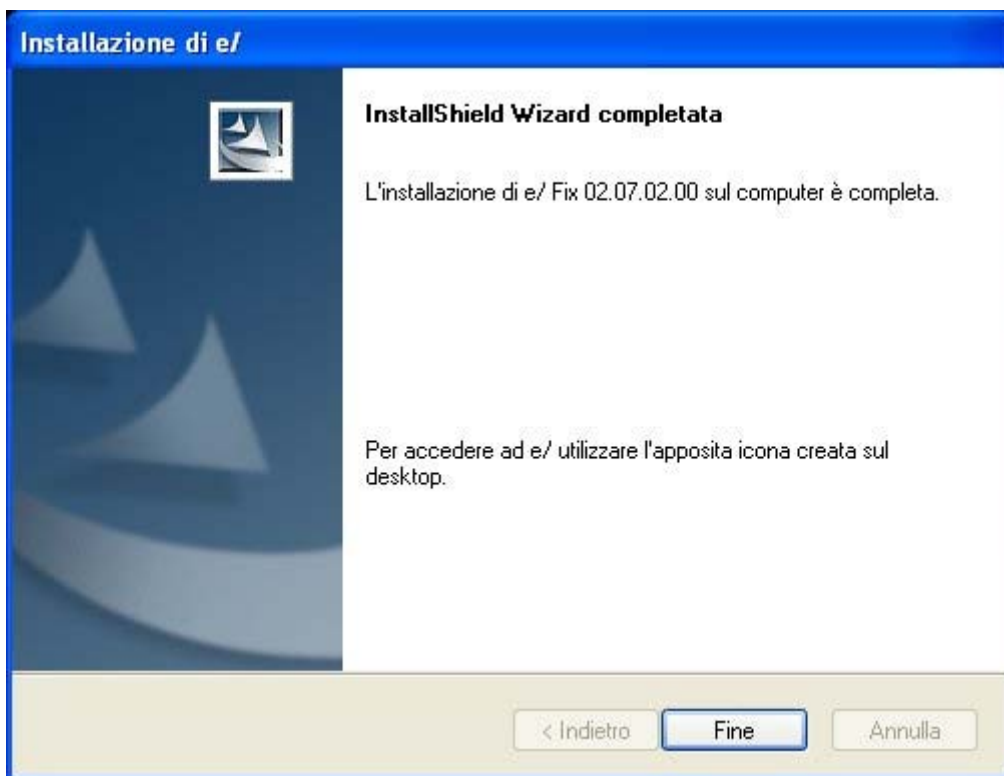 Installazione di e/
InstallShield Wizard completata
L'installazione di e/ Fix 02.07.02.00 sul computer è completa.
Per accedere ad e/ utilizzare l'apposita icona creata sul
desktop.
< Indietro
Fine
Annulla